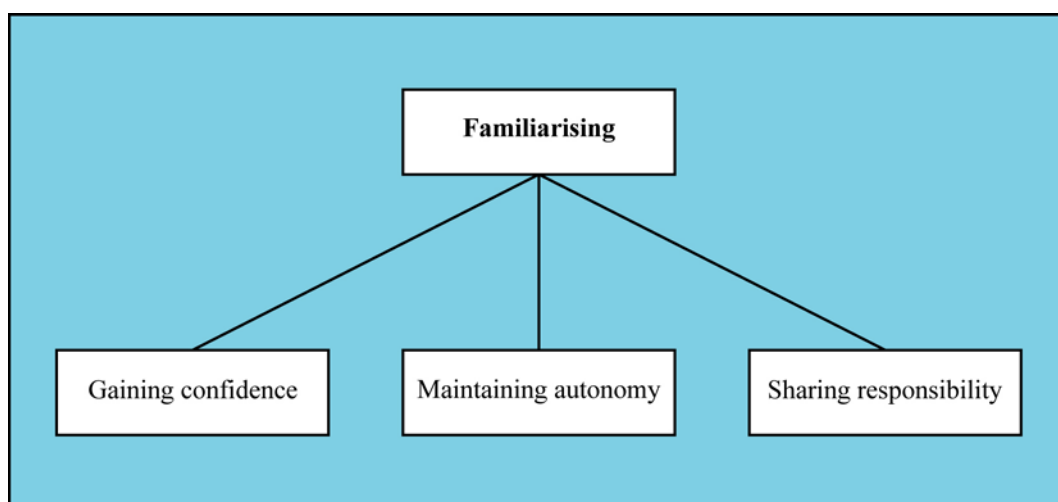 Familiarising
Gaining confidence
Maintaining autonomy
Sharing responsibility